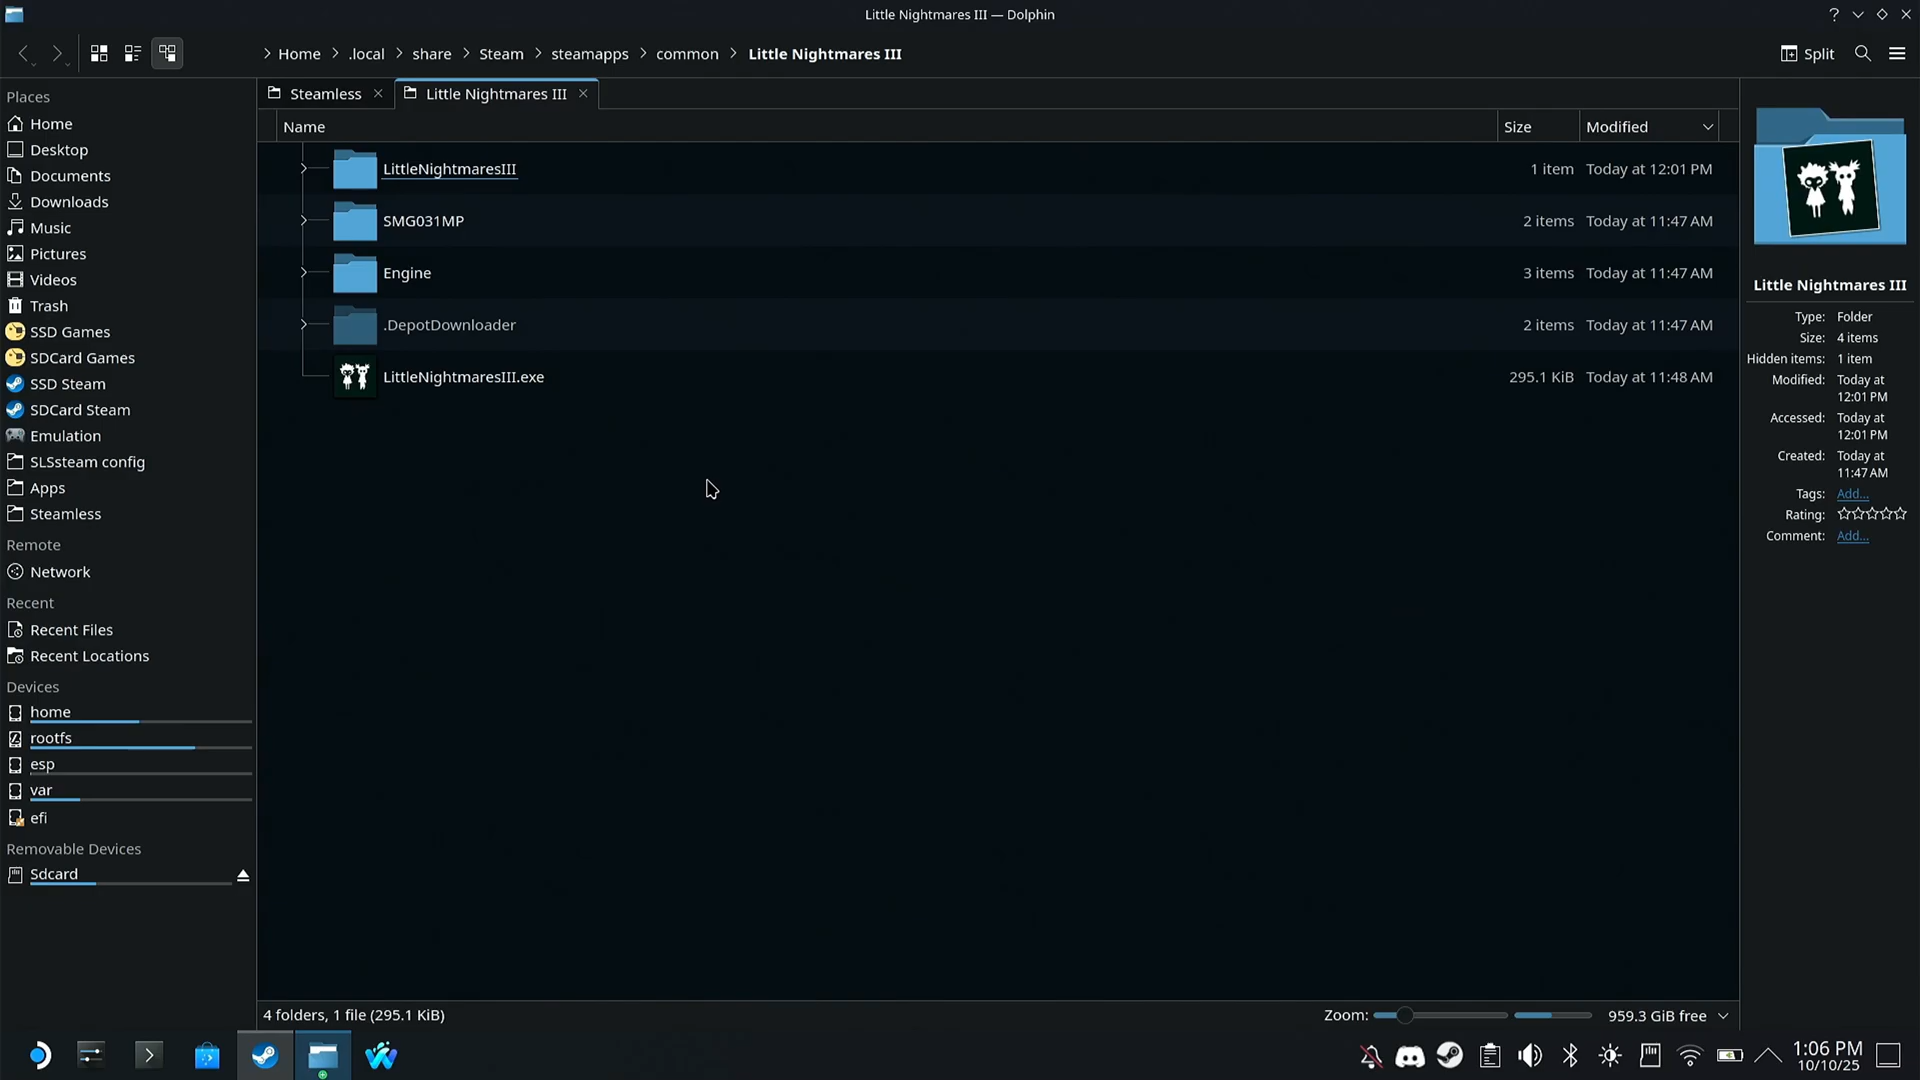 Little Nightmares III — Dolphin
Home .local share Steam steamapps common Little Nightmares III
Split
Places
Home
Desktop
Documents
Downloads
Music
Pictures
Videos
Trash
SSD Games
SDCard Games
SSD Steam
SDCard Steam
Emulation
SLSsteam config
Apps
Steamless
Remote
Network
Recent
Recent Files
Recent Locations
Devices
home
rootfs
esp
var
efi
Removable Devices
Sdcard
Steamless
Little Nightmares III
Name Size Modified
LittleNightmaresIII 1 item Today at 12:01 PM
SMG031MP 2 items Today at 11:47 AM
Engine 3 items Today at 11:47 AM
.DepotDownloader 2 items Today at 11:47 AM
LittleNightmaresIII.exe 295.1 KiB Today at 11:48 AM
4 folders, 1 file (295.1 KiB)
Zoom:
959.3 GiB free
Little Nightmares III
Type: Folder
Size: 4 items
Hidden items: 1 item
Modified: Today at
12:01 PM
Accessed: Today at
12:01 PM
Created: Today at
11:47 AM
Tags: Add...
Rating:
Comment: Add...
1:06 PM
10/10/25